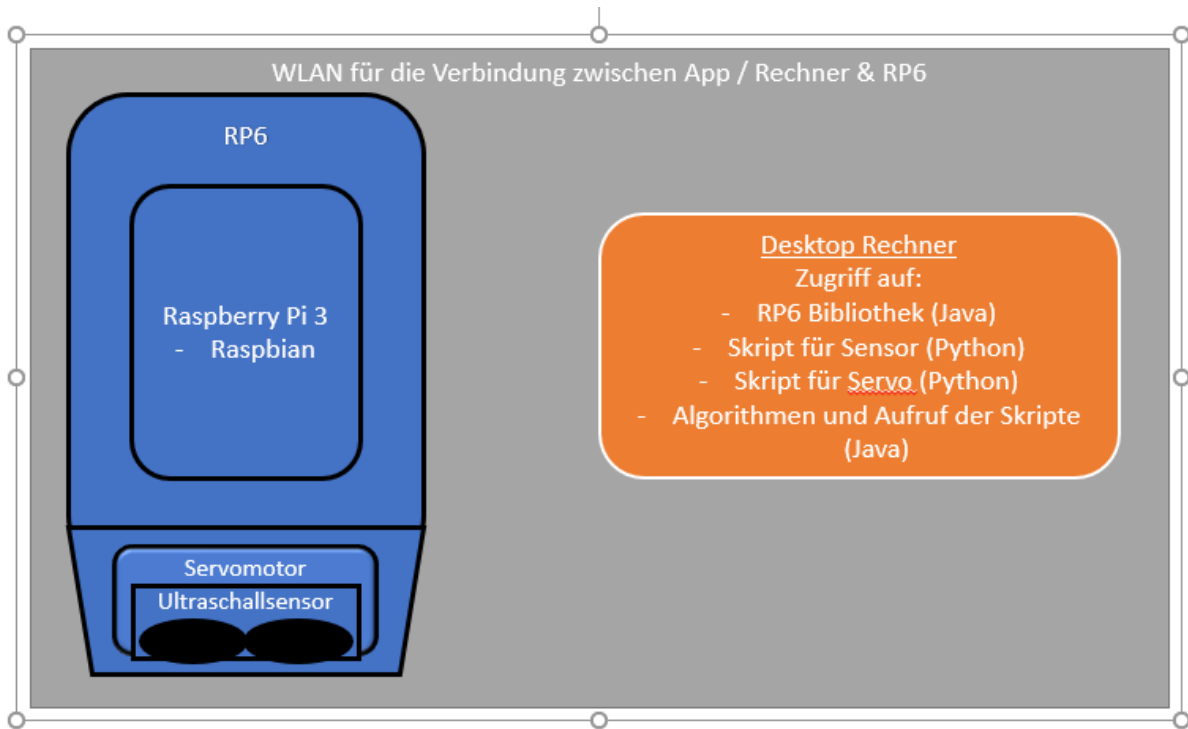 WLAN für die Verbindung zwischen App / Rechner & RP6
RP6
Raspberry Pi 3
- Raspbian
Servomotor
Ultraschallsensor
Desktop Rechner
Zugriff auf:
- RP6 Bibliothek (Java)
- Skript für Sensor (Python)
- Skript für Servo (Python)
- Algorithmen und Aufruf der Skripte
(Java)